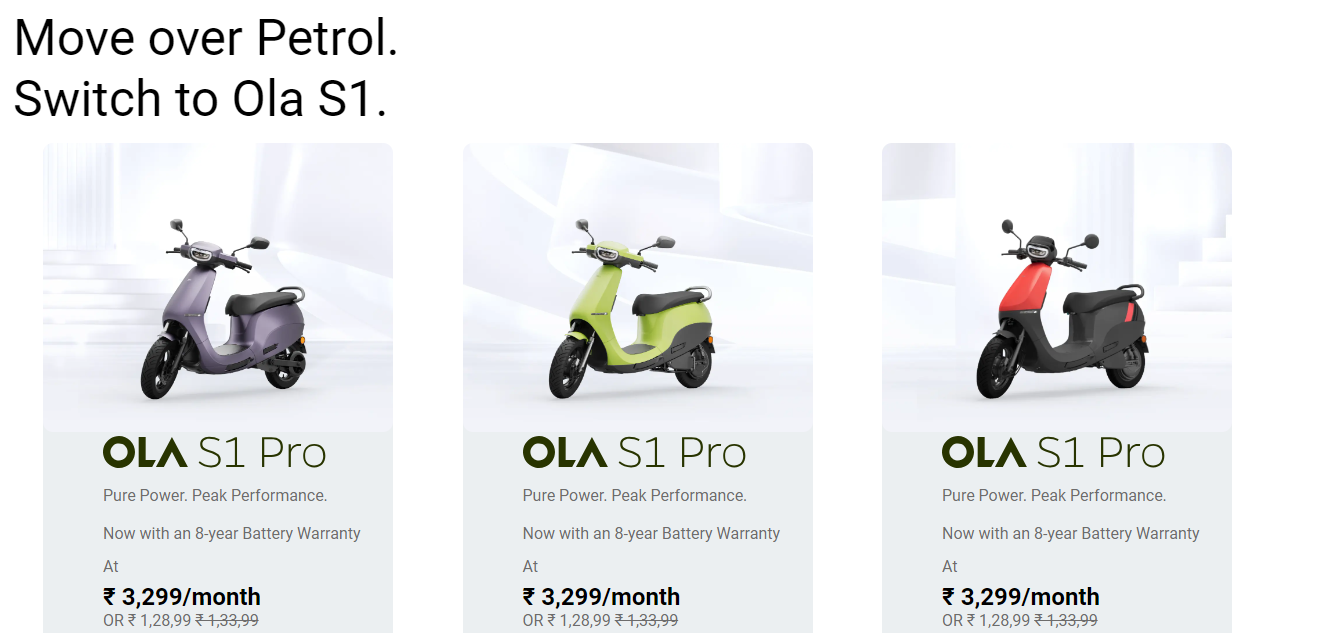 Move over Petrol.
Switch to Ola S1.
OLA S1 Pro
Pure Power. Peak Performance.
Now with an 8-year Battery Warranty
At
₹ 3,299/month
OR ₹ 1,28,99 ₹ 1,33,99
OLA S1 Pro
Pure Power. Peak Performance.
Now with an 8-year Battery Warranty
At
₹ 3,299/month
OR ₹ 1,28,99 ₹ 1,33,99
OLA S1 Pro
Pure Power. Peak Performance.
Now with an 8-year Battery Warranty
At
₹ 3,299/month
OR ₹ 1,28,99 ₹ 1,33,99